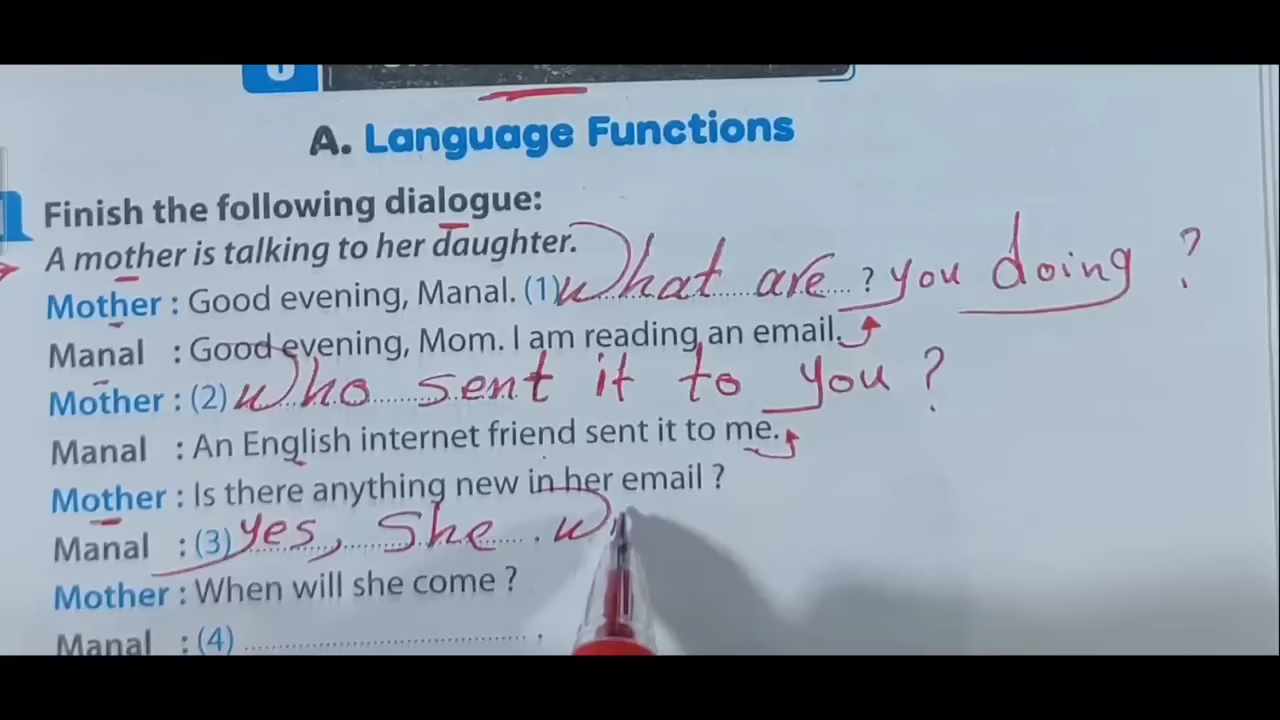 A. Language Functions
Finish the following dialogue:
A mother is talking to her daughter.
Mother : Good evening, Manal. (1) What are ? you doing ?
Manal : Good evening, Mom. I am reading an email.
Mother : (2) Who sent it to you ?
Manal : An English internet friend sent it to me.
Mother : Is there anything new in her email ?
Manal : (3) yes, She .
Mother : When will she come ?
Manal : (4) .